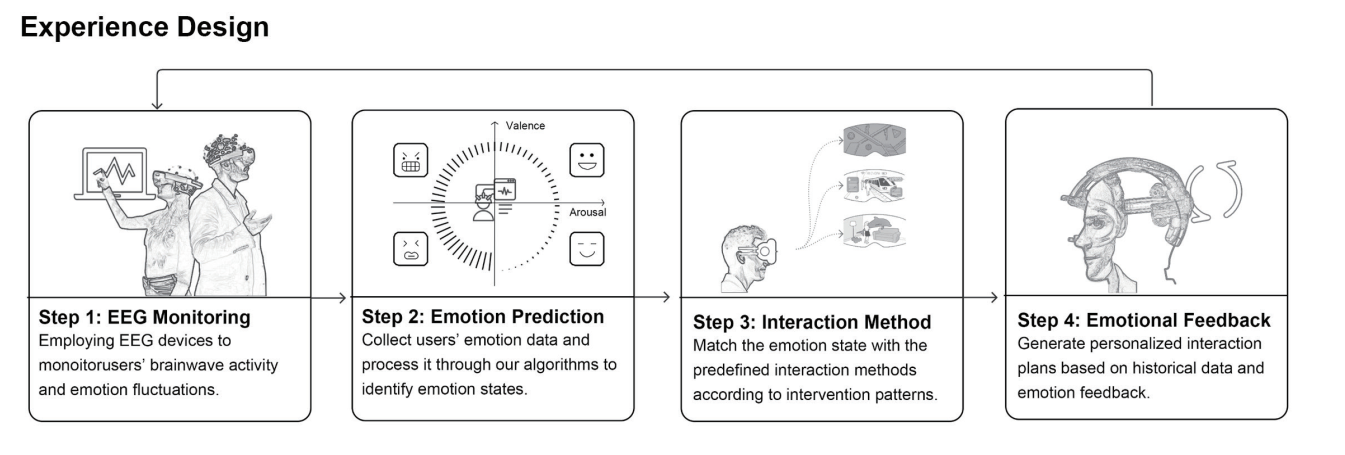 Experience Design
Valence
Arousal
Step 1: EEG Monitoring
Employing EEG devices to
monoitorusers' brainwave activity
and emotion fluctuations.
Step 2: Emotion Prediction
Collect users' emotion data and
process it through our algorithms to
identify emotion states.
Step 3: Interaction Method
Match the emotion state with the
predefined interaction methods
according to intervention patterns.
Step 4: Emotional Feedback
Generate personalized interaction
plans based on historical data and
emotion feedback.